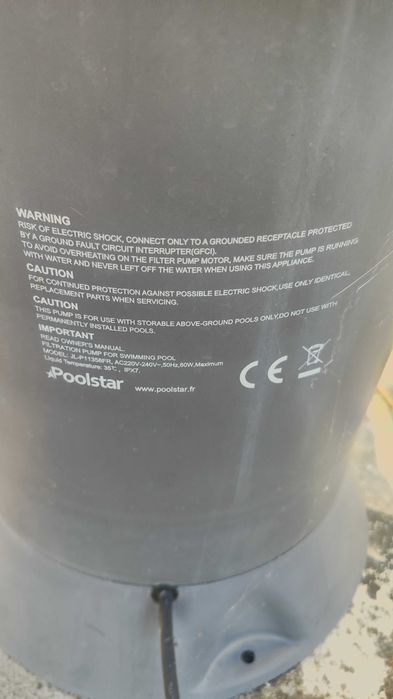 WARNING
RISK OF ELECTRIC SHOCK, CONNECT ONLY TO A GROUNDED RECEPTACLE PROTECTED
BY A GROUND FAULT CIRCUIT INTERRUPTER(GFCI).
TO AVOID OVERHEATING ON THE FILTER PUMP MOTOR, MAKE SURE THE PUMP IS RUNNING
WITH WATER AND NEVER LEFT OFF THE WATER WHEN USING THIS APPLIANCE.
CAUTION
FOR CONTINUED PROTECTION AGAINST POSSIBLE ELECTRIC SHOCK,USE ONLY IDENTICAL
REPLACEMENT PARTS WHEN SERVICING.
CAUTION
THIS PUMP IS FOR USE WITH STORABLE ABOVE-GROUND POOLS ONLY,DO NOT USE WITH
PERMANENTLY INSTALLED POOLS.
IMPORTANT
READ OWNER'S MANUAL.
FILTRATION PUMP FOR SWIMMING POOL
MODEL: JL-P11358FR, AC220V-240V~,50Hz,60W,Maximum
Liquid Temperature: 35℃, IPX7.
Poolstar www.poolstar.fr
CE